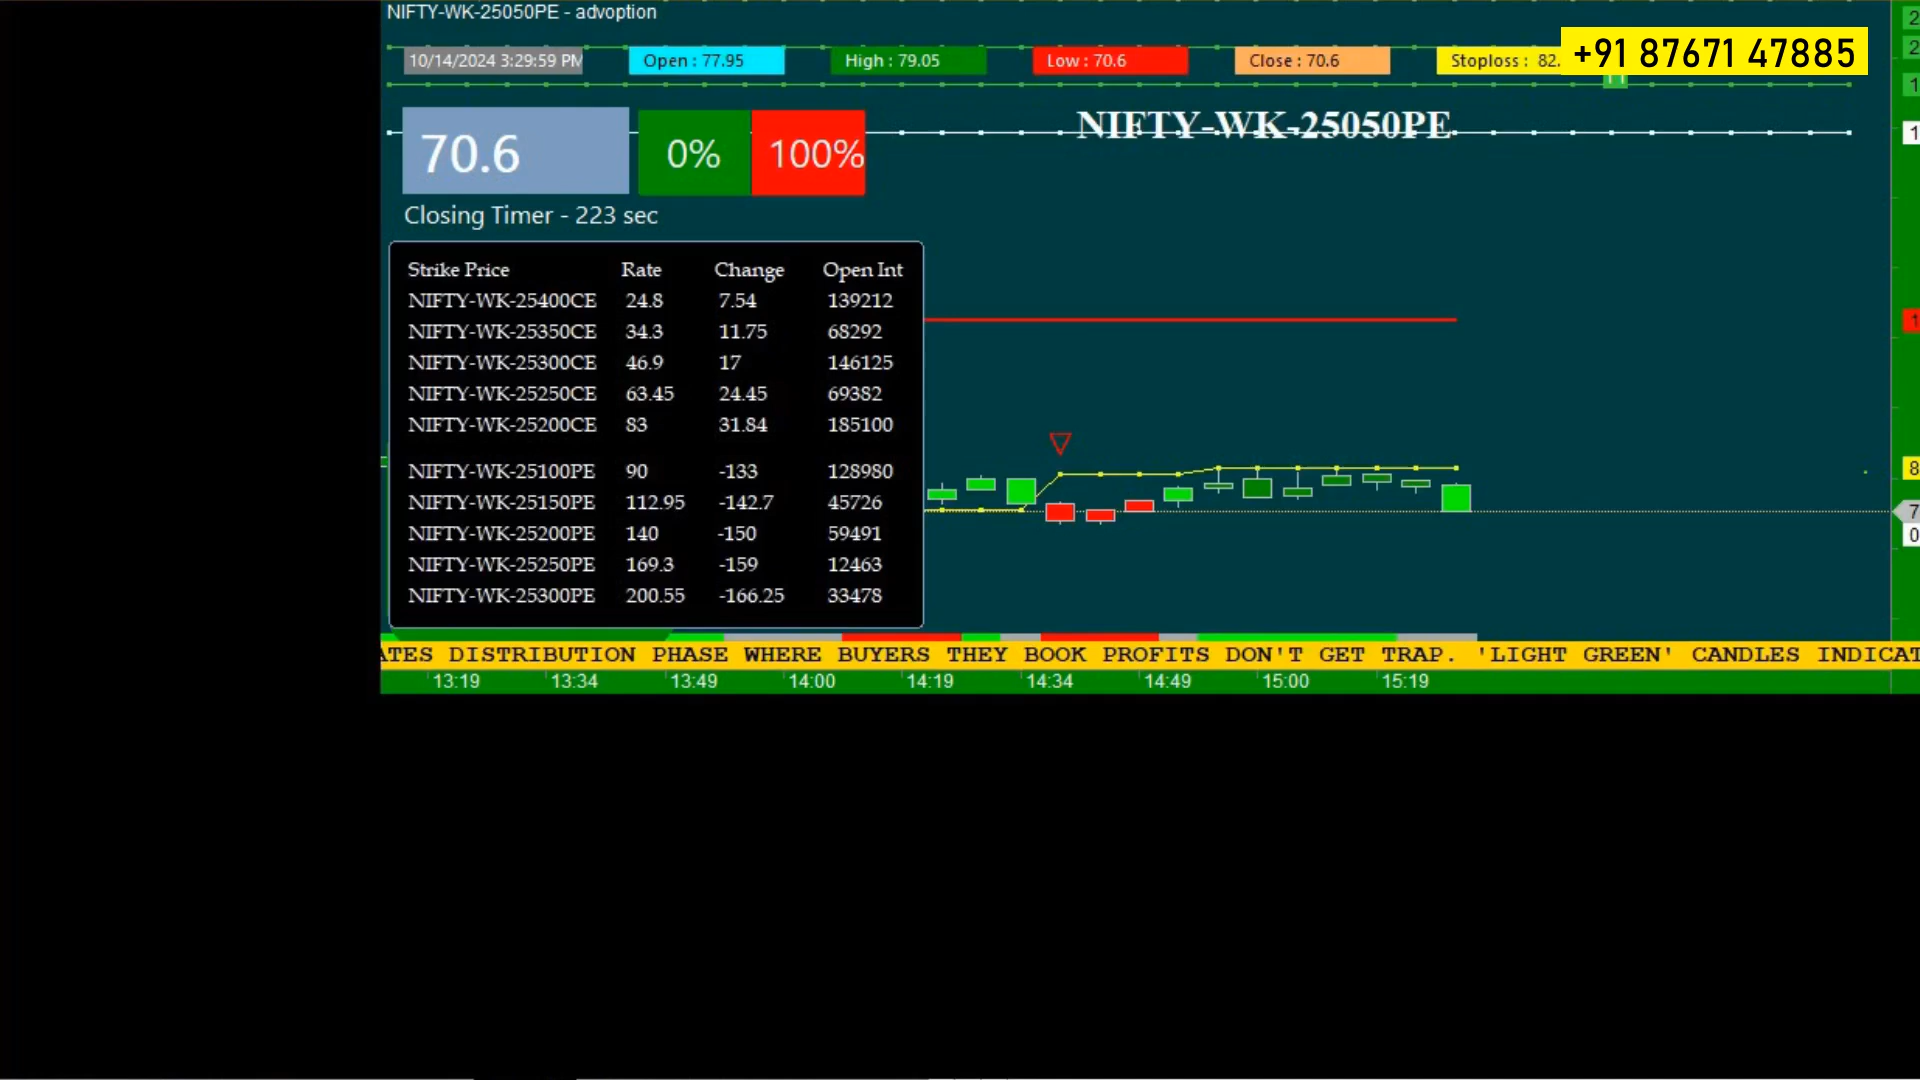 NIFTY-WK-25050PE - advoption
10/14/2024 3:29:59 PM Open : 77.95 High : 79.05 Low : 70.6 Close : 70.6 Stoploss : 82.
+91 87671 47885
NIFTY-WK-25050PE
70.6 0% 100%
Closing Timer - 223 sec
Strike Price Rate Change Open Int
NIFTY-WK-25400CE 24.8 7.54 139212
NIFTY-WK-25350CE 34.3 11.75 68292
NIFTY-WK-25300CE 46.9 17 146125
NIFTY-WK-25250CE 63.45 24.45 69382
NIFTY-WK-25200CE 83 31.84 185100
NIFTY-WK-25100PE 90 -133 128980
NIFTY-WK-25150PE 112.95 -142.7 45726
NIFTY-WK-25200PE 140 -150 59491
NIFTY-WK-25250PE 169.3 -159 12463
NIFTY-WK-25300PE 200.55 -166.25 33478
ATES DISTRIBUTION PHASE WHERE BUYERS THEY BOOK PROFITS DON'T GET TRAP. 'LIGHT GREEN' CANDLES INDICAT
13:19 13:34 13:49 14:00 14:19 14:34 14:49 15:00 15:19